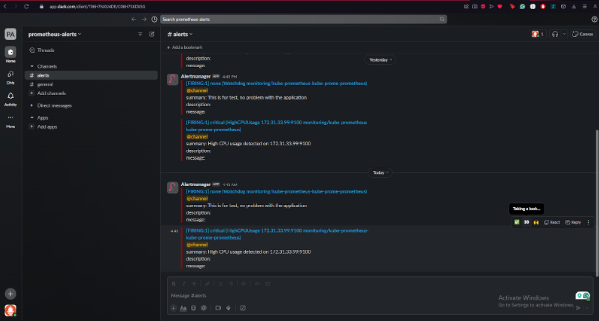 app.slack.com/client/
Search prometheus-alerts
PA
prometheus-alerts
# alerts
1
Canvas
+ Add a bookmark
Home
DMs
Activity
More
Threads
Channels
# alerts
# general
+ Add channels
Direct messages
Apps
+ Add apps
description:
message:
Yesterday
Alertmanager APP
[FIRING:1] none (Watchdog monitoring/kube-prometheus-kube-prome-prometheus)
@channel
summary: This is for test, no problem with the application
description:
message:
[FIRING:1] critical (HighCPUUsage 172.31.33.99:9100 monitoring/kube-prometheus-
kube-prome-prometheus)
@channel
summary: High CPU usage detected on 172.31.33.99:9100
description:
message:
Today
Alertmanager APP
[FIRING:1] none (Watchdog monitoring/kube-prometheus-kube-prome-prometheus)
@channel
summary: This is for test, no problem with the application
description:
message:
Taking a look...
React
Reply
[FIRING:1] critical (HighCPUUsage 172.31.33.99:9100 monitoring/kube-prometheus-
kube-prome-prometheus)
@channel
summary: High CPU usage detected on 172.31.33.99:9100
description:
message:
Message #alerts
Aa
Activate Windows
Go to Settings to activate Windows.